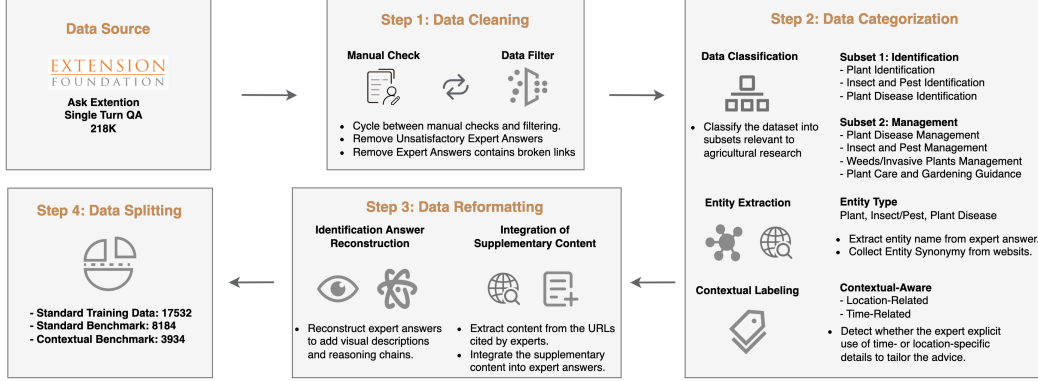 Data Source
EXTENSION
FOUNDATION
Ask Extention
Single Turn QA
218K
Step 1: Data Cleaning
Manual Check
Data Filter
• Cycle between manual checks and filtering.
• Remove Unsatisfactory Expert Answers
• Remove Expert Answers contains broken links
Step 2: Data Categorization
Data Classification
• Classify the dataset into
subsets relevant to
agricultural research
Subset 1: Identification
- Plant Identification
- Insect and Pest Identification
- Plant Disease Identification
Subset 2: Management
- Plant Disease Management
- Insect and Pest Management
- Weeds/Invasive Plants Management
- Plant Care and Gardening Guidance
Entity Extraction
Entity Type
Plant, Insect/Pest, Plant Disease
• Extract entity name from expert answer.
• Collect Entity Synonymy from websits.
Contextual Labeling
Contextual-Aware
- Location-Related
- Time-Related
• Detect whether the expert explicit
use of time- or location-specific
details to tailor the advice.
Step 3: Data Reformatting
Identification Answer
Reconstruction
• Reconstruct expert answers
to add visual descriptions
and reasoning chains.
Integration of
Supplementary Content
• Extract content from the URLs
cited by experts.
• Integrate the supplementary
content into expert answers.
Step 4: Data Splitting
- Standard Training Data: 17532
- Standard Benchmark: 8184
- Contextual Benchmark: 3934